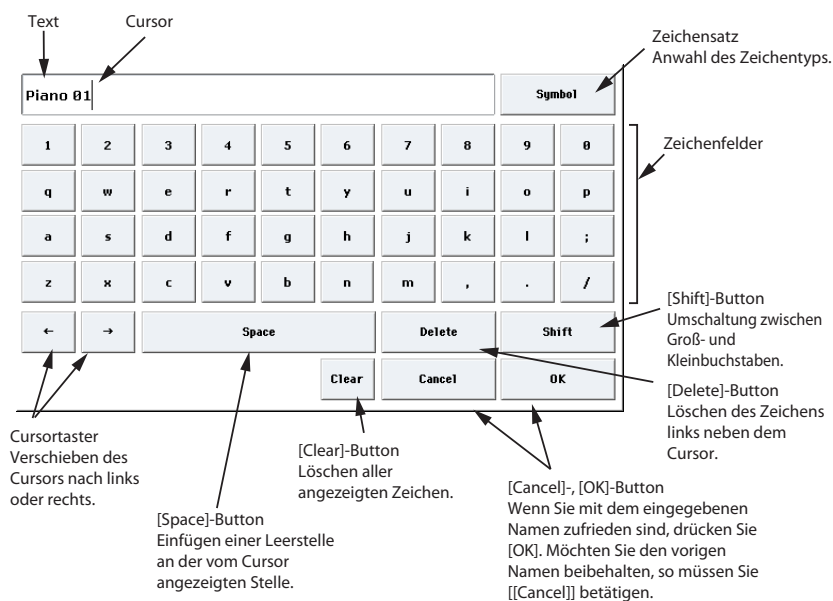 Text
Cursor
Zeichensatz
Anwahl des Zeichentyps.
Piano 01
Symbol
Zeichenfelder
1 2 3 4 5 6 7 8 9 0
q w e r t y u i o p
a s d f g h j k l ;
z x c v b n m , . /
← → Space Delete Shift
Clear Cancel OK
[Shift]-Button
Umschaltung zwischen
Groß- und
Kleinbuchstaben.
[Delete]-Button
Löschen des Zeichens
links neben dem
Cursor.
Cursortaster
Verschieben des
Cursors nach links
oder rechts.
[Clear]-Button
Löschen aller
angezeigten Zeichen.
[Space]-Button
Einfügen einer Leerstelle
an der vom Cursor
angezeigten Stelle.
[Cancel]-, [OK]-Button
Wenn Sie mit dem eingegebenen
Namen zufrieden sind, drücken Sie
[OK]. Möchten Sie den vorigen
Namen beibehalten, so müssen Sie
[[Cancel]] betätigen.